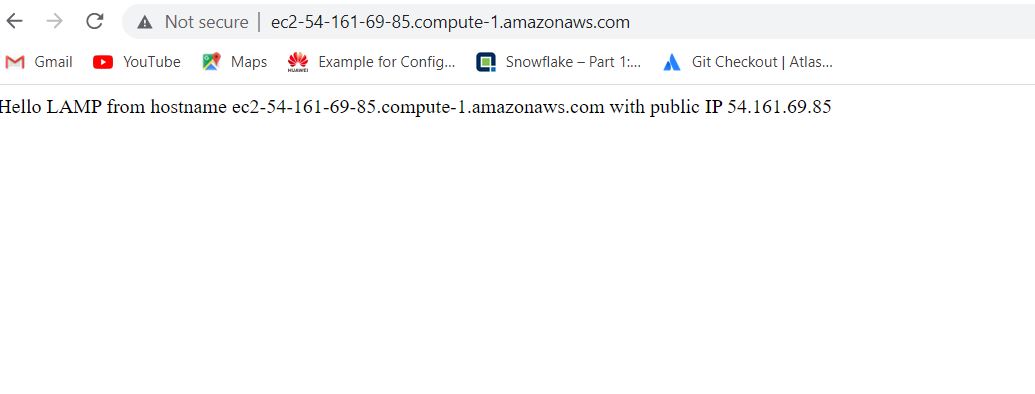 Not secure | ec2-54-161-69-85.compute-1.amazonaws.com
Gmail YouTube Maps HUAWEI Example for Config... Snowflake – Part 1:... Git Checkout | Atlas...
Hello LAMP from hostname ec2-54-161-69-85.compute-1.amazonaws.com with public IP 54.161.69.85